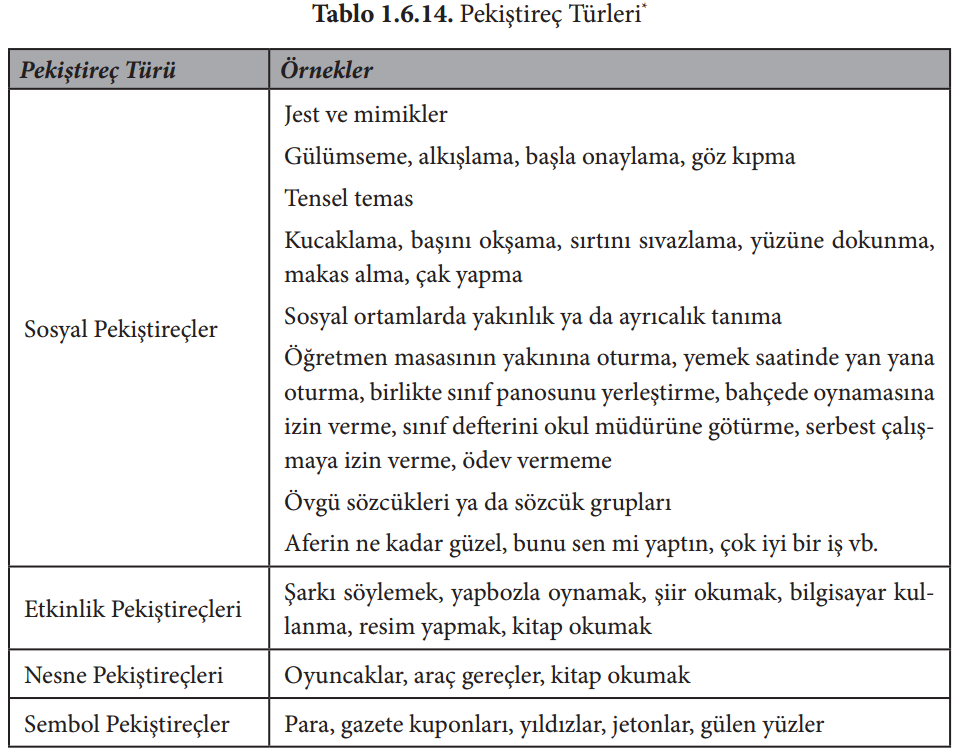 Tablo 1.6.14. Pekiştireç Türleri*
Pekiştireç Türü
Örnekler
Sosyal Pekiştireçler
Jest ve mimikler
Gülümseme, alkışlama, başla onaylama, göz kıpma
Tensel temas
Kucaklama, başını okşama, sırtını sıvazlama, yüzüne dokunma,
makas alma, çak yapma
Sosyal ortamlarda yakınlık ya da ayrıcalık tanıma
Öğretmen masasının yakınına oturma, yemek saatinde yan yana
oturma, birlikte sınıf panosunu yerleştirme, bahçede oynamasına
izin verme, sınıf defterini okul müdürüne götürme, serbest çalış-
maya izin verme, ödev vermeme
Övgü sözcükleri ya da sözcük grupları
Aferin ne kadar güzel, bunu sen mi yaptın, çok iyi bir iş vb.
Etkinlik Pekiştireçleri
Şarkı söylemek, yapbozla oynamak, şiir okumak, bilgisayar kul-
lanma, resim yapmak, kitap okumak
Nesne Pekiştireçleri
Oyuncaklar, araç gereçler, kitap okumak
Sembol Pekiştireçler
Para, gazete kuponları, yıldızlar, jetonlar, gülen yüzler